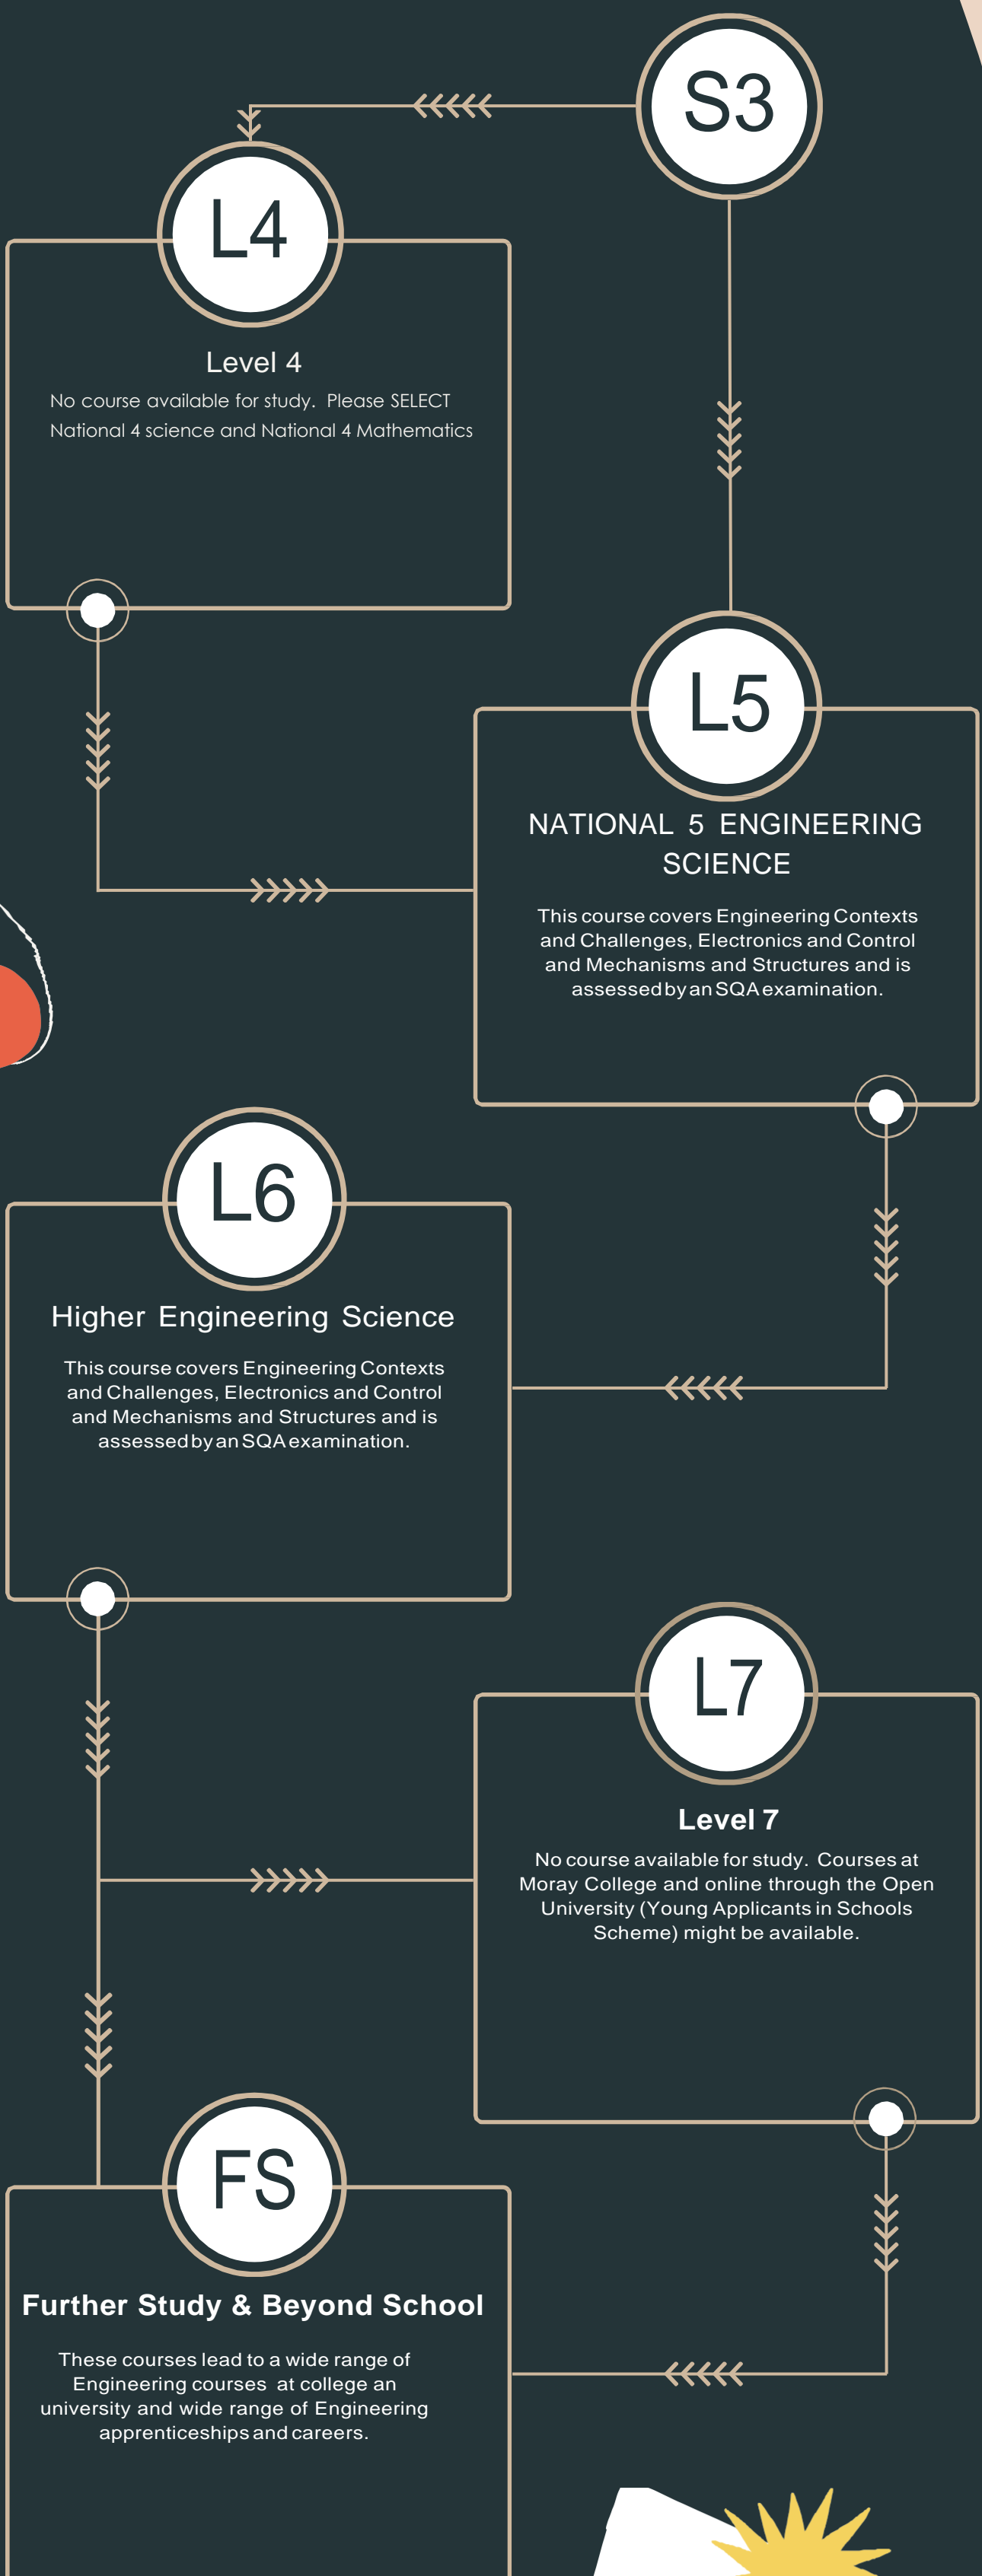 S3
L4
Level 4
No course available for study. Please SELECT
National 4 science and National 4 Mathematics
L5
NATIONAL 5 ENGINEERING
SCIENCE
This course covers Engineering Contexts
and Challenges, Electronics and Control
and Mechanisms and Structures and is
assessed by an SQA examination.
L6
Higher Engineering Science
This course covers Engineering Contexts
and Challenges, Electronics and Control
and Mechanisms and Structures and is
assessed by an SQA examination.
L7
Level 7
No course available for study. Courses at
Moray College and online through the Open
University (Young Applicants in Schools
Scheme) might be available.
FS
Further Study & Beyond School
These courses lead to a wide range of
Engineering courses at college an
university and wide range of Engineering
apprenticeships and careers.